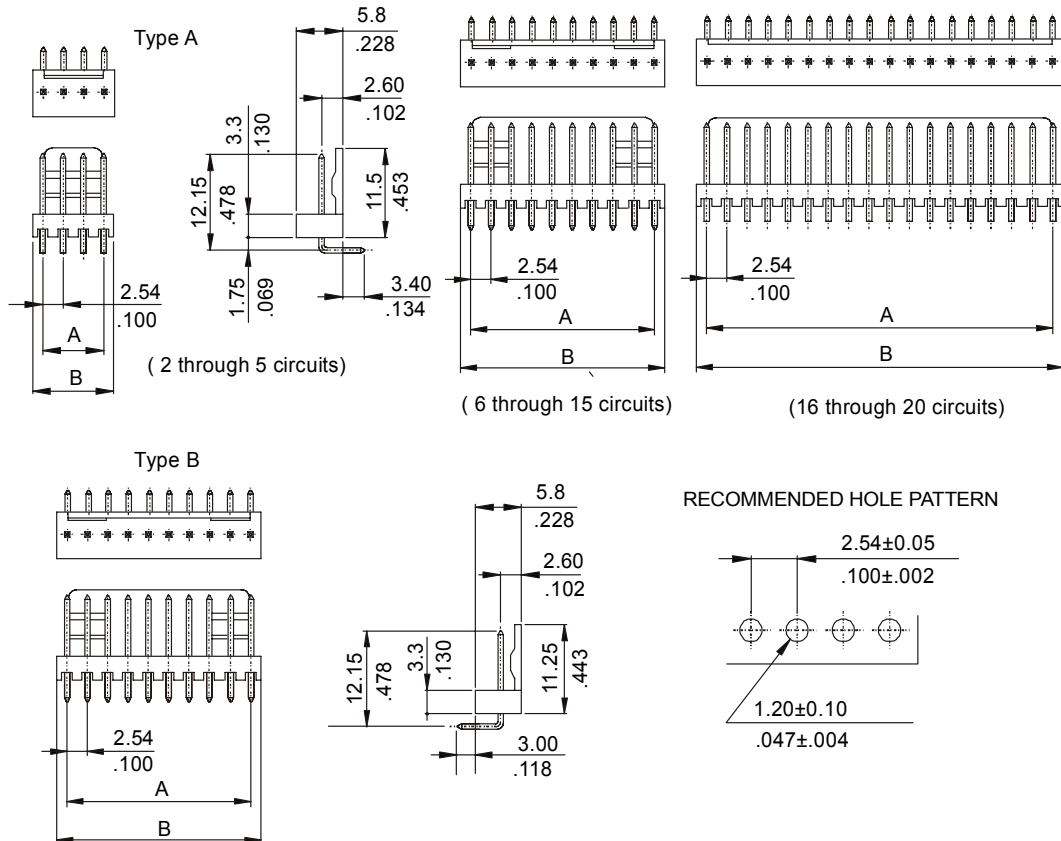 Type A
5.8
.228
2.60
.102
3.3
.130
12.15
.478
11.5
.453
1.75
.069
3.40
.134
2.54
.100
A
B
( 2 through 5 circuits)
2.54
.100
A
B
( 6 through 15 circuits)
2.54
.100
A
B
(16 through 20 circuits)
Type B
2.54
.100
A
B
5.8
.228
2.60
.102
12.15
.478
3.3
.130
11.25
.443
3.00
.118
RECOMMENDED HOLE PATTERN
2.54±0.05
.100±.002
1.20±0.10
.047±.004